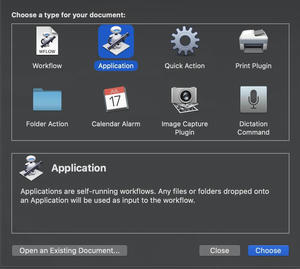 Choose a type for your document:
WFLOW
Workflow
Application
Quick Action
Print Plugin
JUL
17
Folder Action
Calendar Alarm
Image Capture
Plugin
Dictation
Command
Application
Applications are self-running workflows. Any files or folders dropped onto
an Application will be used as input to the workflow.
Open an Existing Document...
Close
Choose